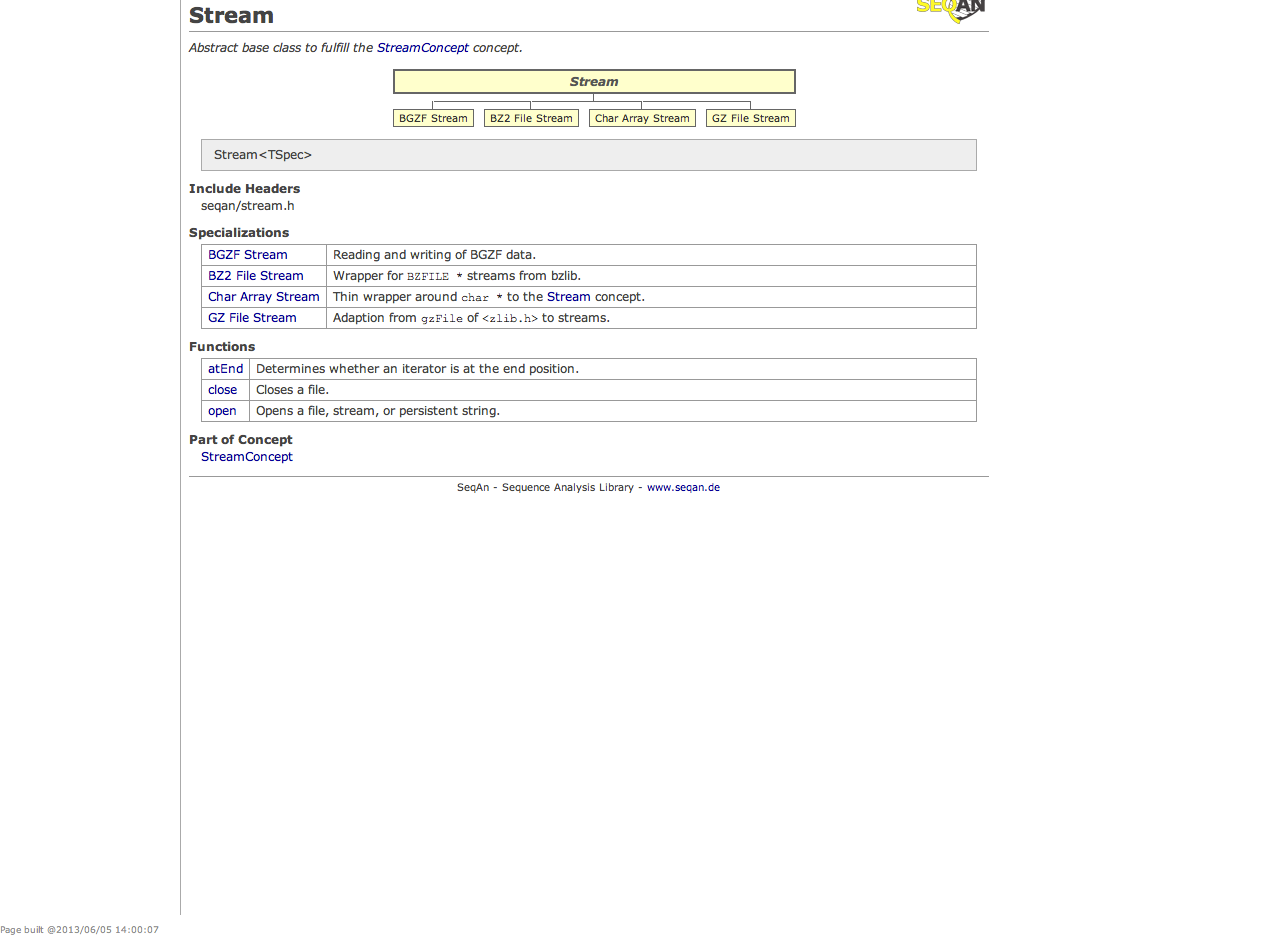 SEQAN
Stream
Abstract base class to fulfill the StreamConcept concept.
Stream
BGZF Stream BZ2 File Stream Char Array Stream GZ File Stream
Stream<TSpec>
Include Headers
seqan/stream.h
Specializations
BGZF Stream Reading and writing of BGZF data.
BZ2 File Stream Wrapper for BZFILE * streams from bzlib.
Char Array Stream Thin wrapper around char * to the Stream concept.
GZ File Stream Adaption from gzFile of <zlib.h> to streams.
Functions
atEnd Determines whether an iterator is at the end position.
close Closes a file.
open Opens a file, stream, or persistent string.
Part of Concept
StreamConcept
SeqAn - Sequence Analysis Library - www.seqan.de
Page built @2013/06/05 14:00:07